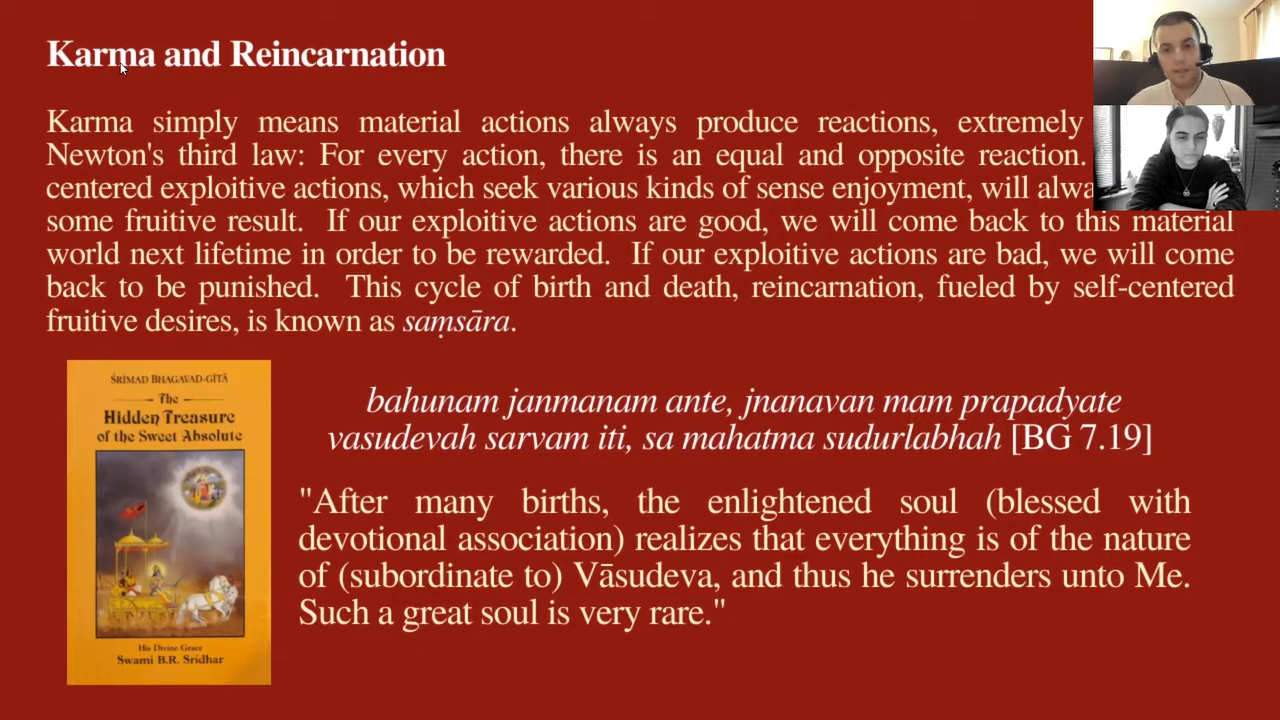 Karma and Reincarnation
Karma simply means material actions always produce reactions, extremely
Newton's third law: For every action, there is an equal and opposite reaction.
centered exploitive actions, which seek various kinds of sense enjoyment, will
some fruitive result. If our exploitive actions are good, we will come back to this material
world next lifetime in order to be rewarded. If our exploitive actions are bad, we will come
back to be punished. This cycle of birth and death, reincarnation, fueled by self-centered
fruitive desires, is known as saṃsāra.
ŚRĪMAD BHAGAVAD-GĪTĀ
The
Hidden Treasure
of the Sweet Absolute
His Divine Grace
Swami B.R. Sridhar
bahunam janmanam ante, jnanavan mam prapadyate
vasudevah sarvam iti, sa mahatma sudurlabhah [BG 7.19]
"After many births, the enlightened soul (blessed with
devotional association) realizes that everything is of the nature
of (subordinate to) Vāsudeva, and thus he surrenders unto Me.
Such a great soul is very rare."